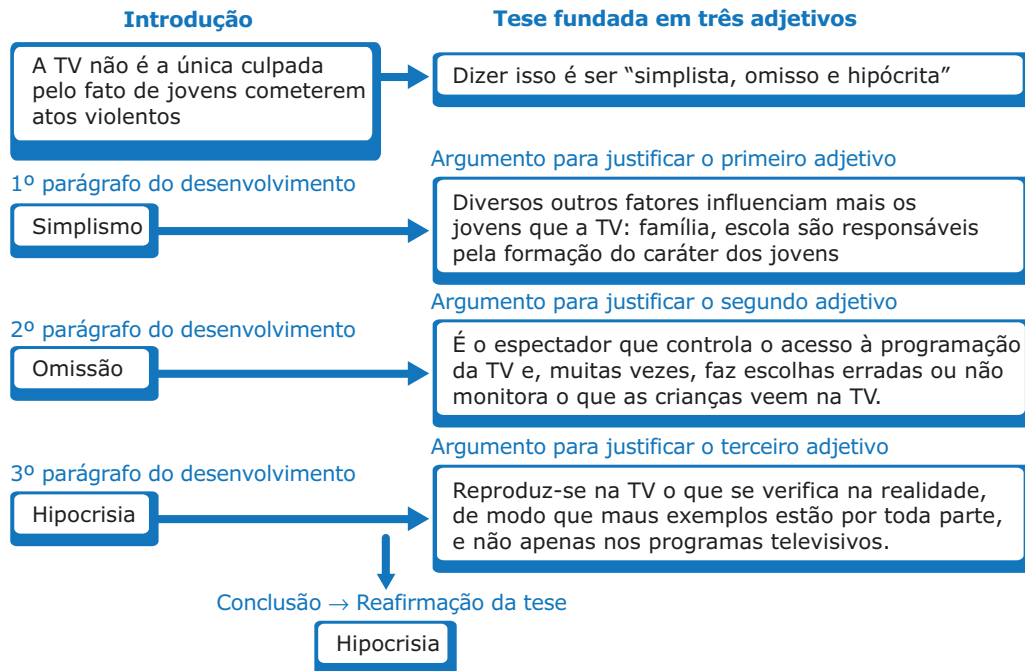 Introdução
Tese fundada em três adjetivos
A TV não é a única culpada
pelo fato de jovens cometerem
atos violentos
Dizer isso é ser “simplista, omisso e hipócrita”
1º parágrafo do desenvolvimento
Argumento para justificar o primeiro adjetivo
Simplismo
Diversos outros fatores influenciam mais os
jovens que a TV: família, escola são responsáveis
pela formação do caráter dos jovens
2º parágrafo do desenvolvimento
Argumento para justificar o segundo adjetivo
Omissão
É o espectador que controla o acesso à programação
da TV e, muitas vezes, faz escolhas erradas ou não
monitora o que as crianças veem na TV.
3º parágrafo do desenvolvimento
Argumento para justificar o terceiro adjetivo
Hipocrisia
Reproduz-se na TV o que se verifica na realidade,
de modo que maus exemplos estão por toda parte,
e não apenas nos programas televisivos.
Conclusão → Reafirmação da tese
Hipocrisia